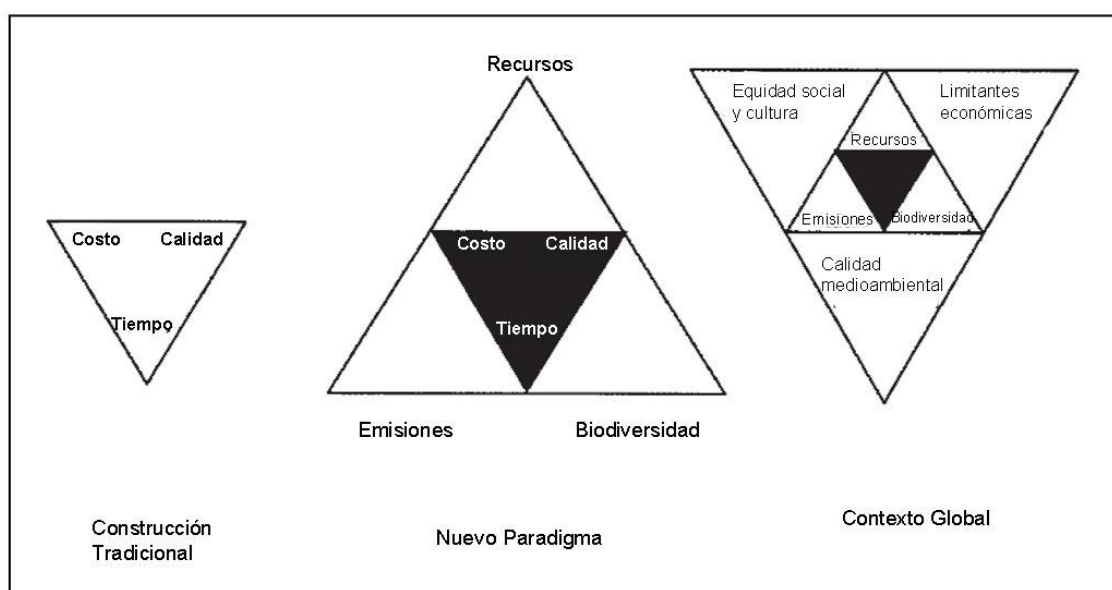 Costo Calidad
Tiempo
Construcción
Tradicional
Recursos
Costo Calidad
Tiempo
Emisiones Biodiversidad
Nuevo Paradigma
Equidad social
y cultura
Limitantes
económicas
Recursos
Emisiones Biodiversidad
Calidad
medioambiental
Contexto Global